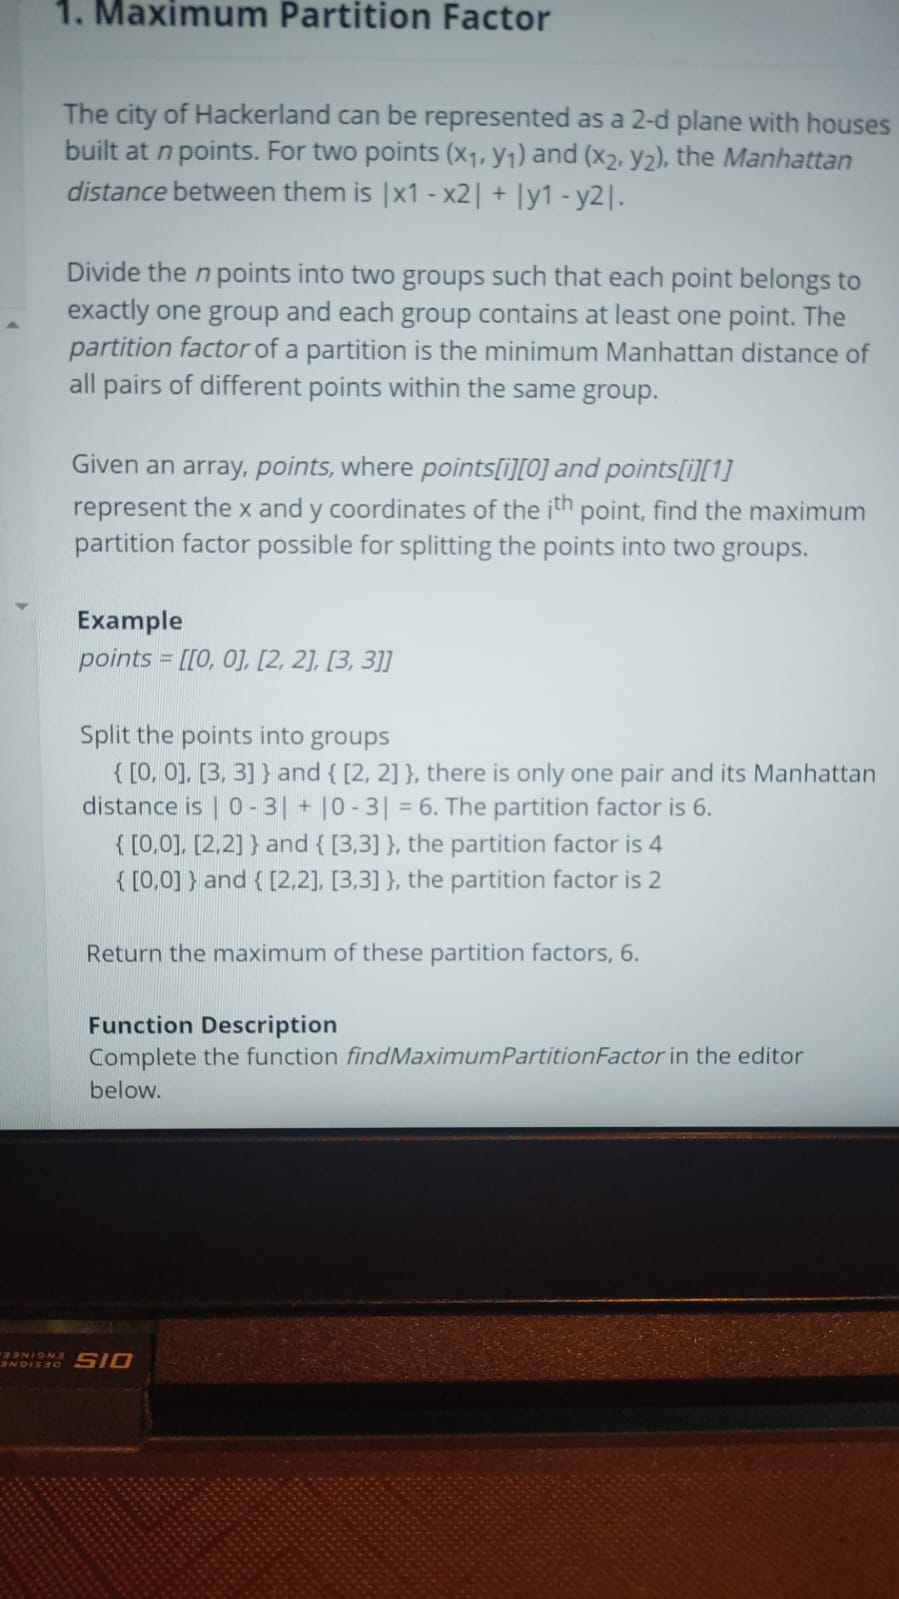 1. Maximum Partition Factor
The city of Hackerland can be represented as a 2-d plane with houses
built at n points. For two points (x₁, y₁) and (x₂, y₂), the Manhattan
distance between them is |x1 - x2| + |y1 - y2|.
Divide the n points into two groups such that each point belongs to
exactly one group and each group contains at least one point. The
partition factor of a partition is the minimum Manhattan distance of
all pairs of different points within the same group.
Given an array, points, where points[i][0] and points[i][1]
represent the x and y coordinates of the iᵗʰ point, find the maximum
partition factor possible for splitting the points into two groups.
Example
points = [[0, 0], [2, 2], [3, 3]]
Split the points into groups
{ [0, 0], [3, 3] } and { [2, 2] }, there is only one pair and its Manhattan
distance is | 0 - 3| + |0 - 3| = 6. The partition factor is 6.
{ [0,0], [2,2] } and { [3,3] }, the partition factor is 4
{ [0,0] } and { [2,2], [3,3] }, the partition factor is 2
Return the maximum of these partition factors, 6.
Function Description
Complete the function findMaximumPartitionFactor in the editor
below.